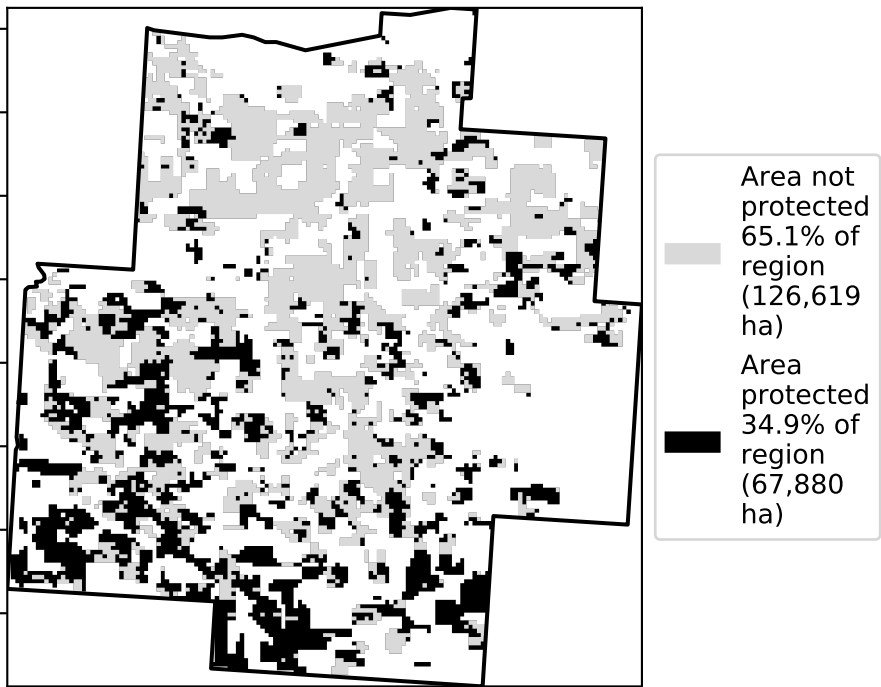 Area not
protected
65.1% of
region
(126,619
ha)
Area
protected
34.9% of
region
(67,880
ha)